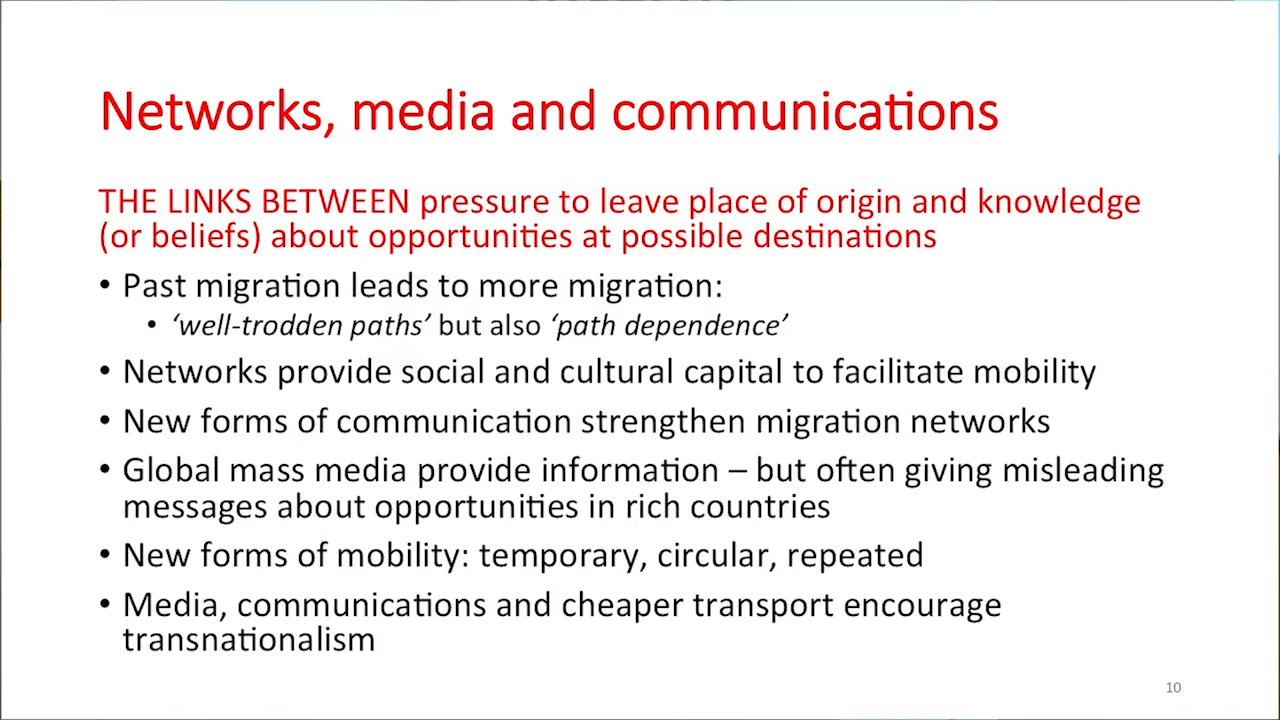 Networks, media and communications
THE LINKS BETWEEN pressure to leave place of origin and knowledge
(or beliefs) about opportunities at possible destinations
• Past migration leads to more migration:
• ‘well-trodden paths’ but also ‘path dependence’
• Networks provide social and cultural capital to facilitate mobility
• New forms of communication strengthen migration networks
• Global mass media provide information – but often giving misleading
messages about opportunities in rich countries
• New forms of mobility: temporary, circular, repeated
• Media, communications and cheaper transport encourage
transnationalism
10